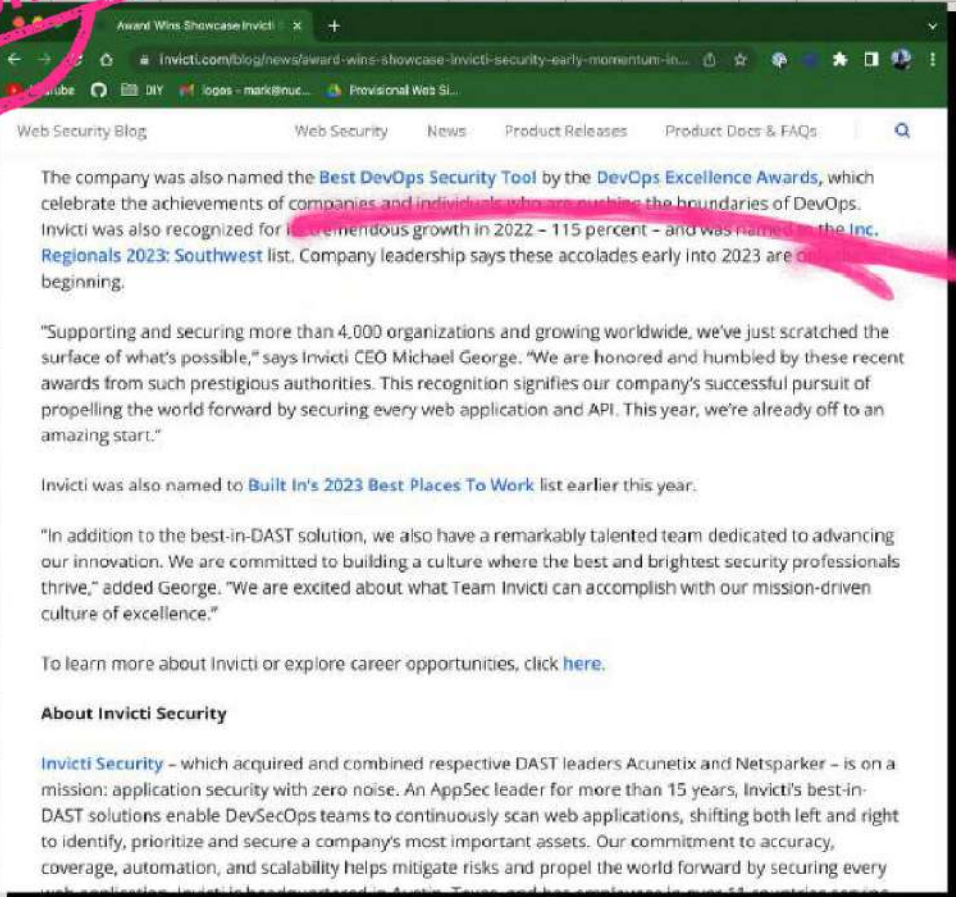 Award Wins Showcase Invicti
invicti.com/blog/news/award-wins-showcase-invicti-security-early-momentum-in...
DIY logos - mark@nuc... Provisional Web Si...
Web Security Blog Web Security News Product Releases Product Docs & FAQs
The company was also named the Best DevOps Security Tool by the DevOps Excellence Awards, which
celebrate the achievements of companies and individuals who are pushing the boundaries of DevOps.
Invicti was also recognized for its tremendous growth in 2022 – 115 percent – and was named to the Inc.
Regionals 2023: Southwest list. Company leadership says these accolades early into 2023 are only the
beginning.
"Supporting and securing more than 4,000 organizations and growing worldwide, we've just scratched the
surface of what's possible," says Invicti CEO Michael George. "We are honored and humbled by these recent
awards from such prestigious authorities. This recognition signifies our company's successful pursuit of
propelling the world forward by securing every web application and API. This year, we're already off to an
amazing start."
Invicti was also named to Built In's 2023 Best Places To Work list earlier this year.
"In addition to the best-in-DAST solution, we also have a remarkably talented team dedicated to advancing
our innovation. We are committed to building a culture where the best and brightest security professionals
thrive," added George. "We are excited about what Team Invicti can accomplish with our mission-driven
culture of excellence."
To learn more about Invicti or explore career opportunities, click here.
About Invicti Security
Invicti Security – which acquired and combined respective DAST leaders Acunetix and Netsparker – is on a
mission: application security with zero noise. An AppSec leader for more than 15 years, Invicti's best-in-
DAST solutions enable DevSecOps teams to continuously scan web applications, shifting both left and right
to identify, prioritize and secure a company's most important assets. Our commitment to accuracy,
coverage, automation, and scalability helps mitigate risks and propel the world forward by securing every